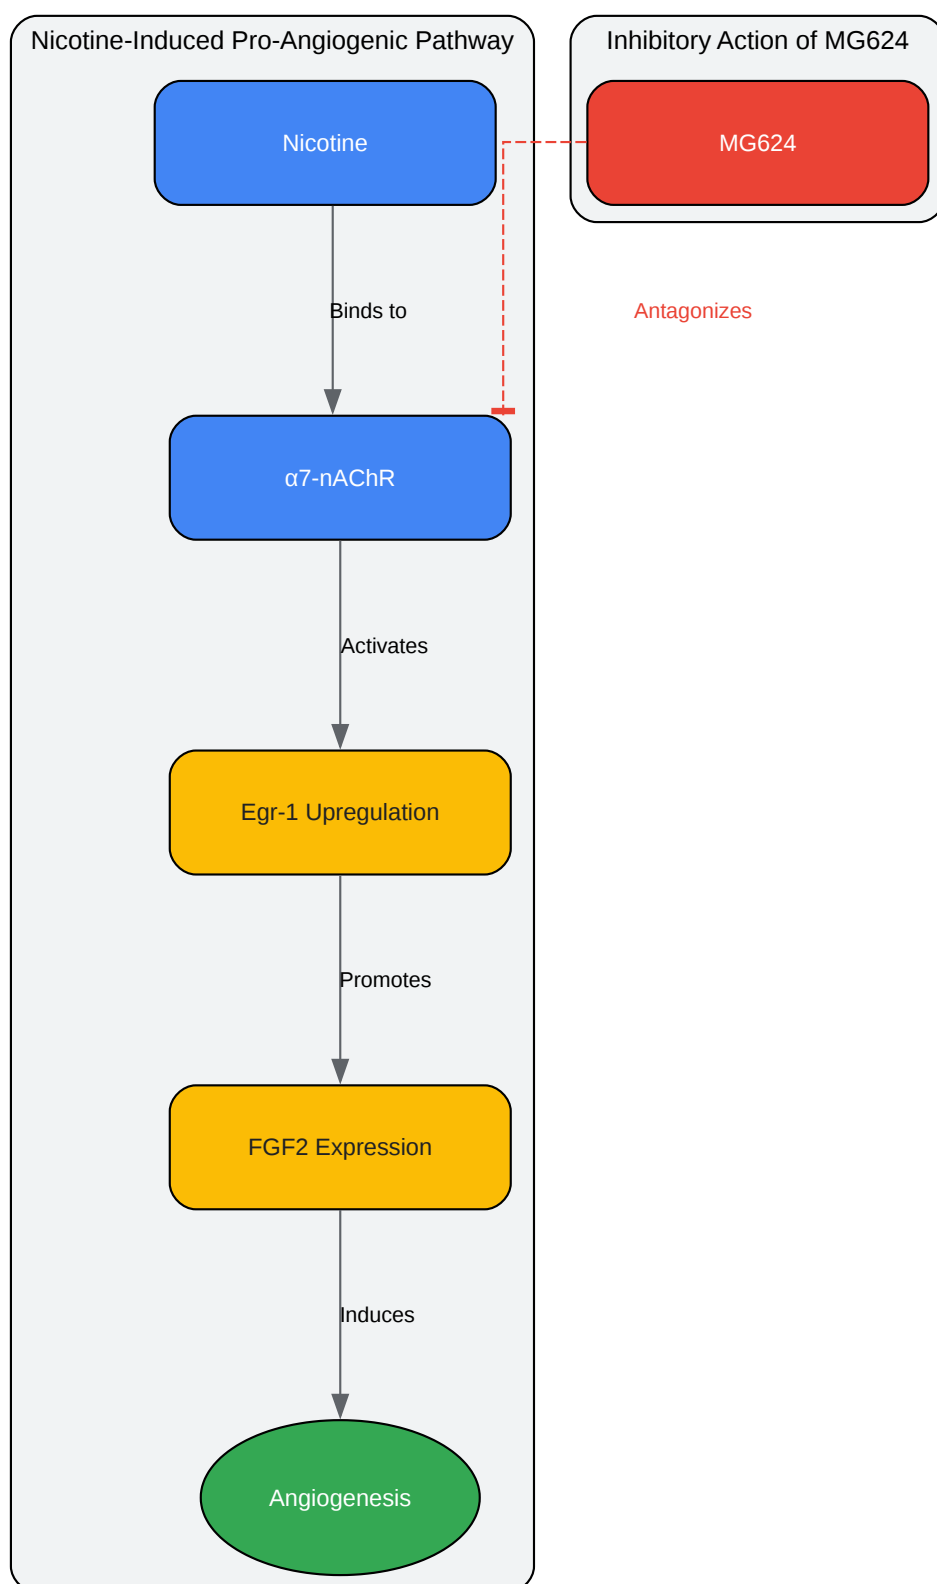 Nicotine-Induced Pro-Angiogenic Pathway
Inhibitory Action of MG624
Nicotine
MG624
Binds to
Antagonizes
α7-nAChR
Activates
Egr-1 Upregulation
Promotes
FGF2 Expression
Induces
Angiogenesis